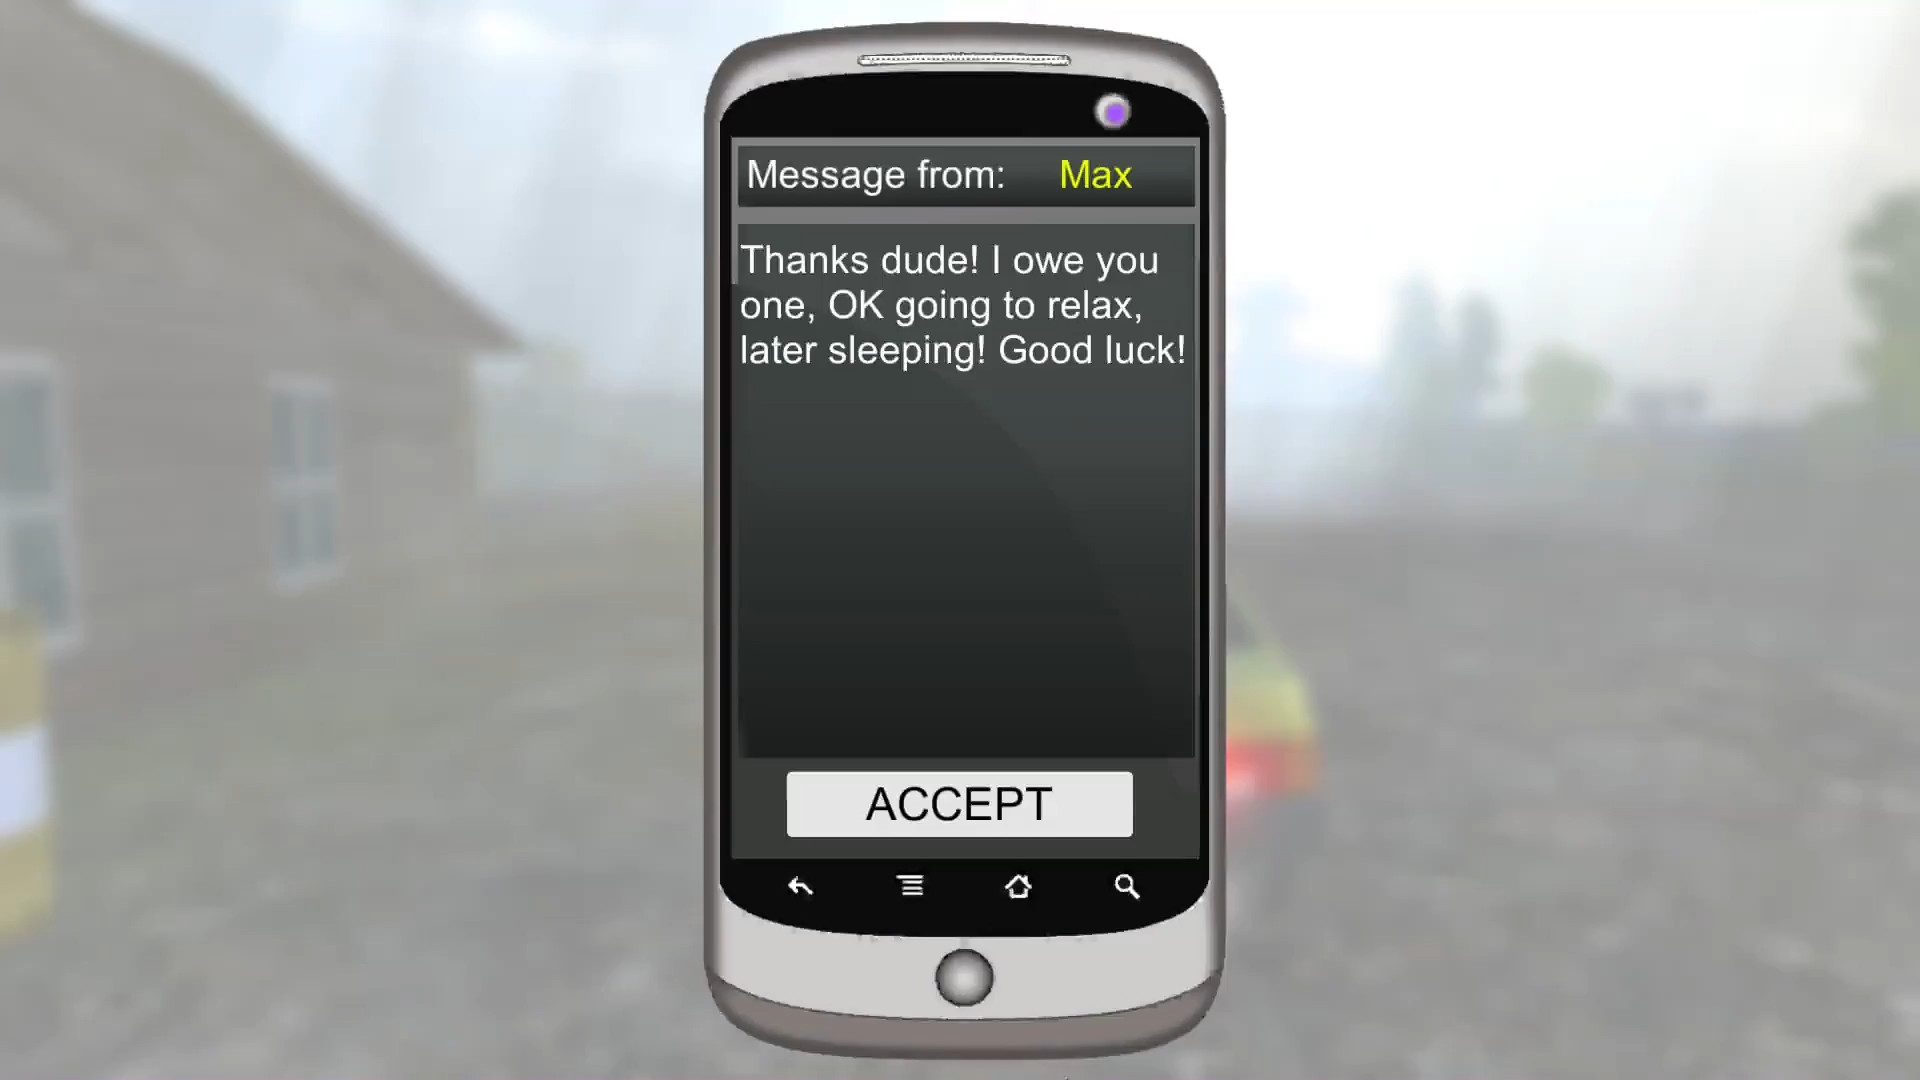 Message from: Max
Thanks dude! I owe you
one, OK going to relax,
later sleeping! Good luck!
ACCEPT